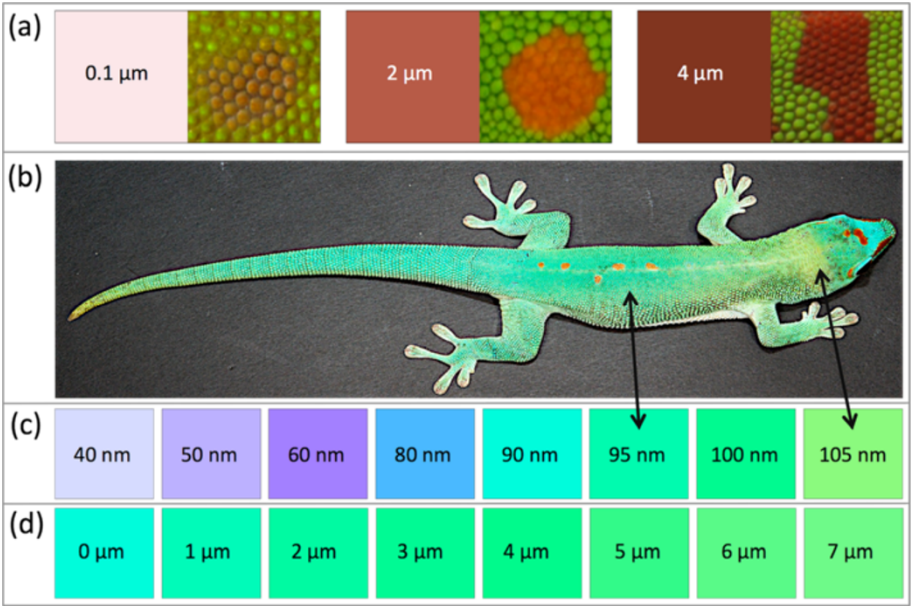 (a) 0.1 µm 2 µm 4 µm
(b)
(c) 40 nm 50 nm 60 nm 80 nm 90 nm 95 nm 100 nm 105 nm
(d) 0 µm 1 µm 2 µm 3 µm 4 µm 5 µm 6 µm 7 µm